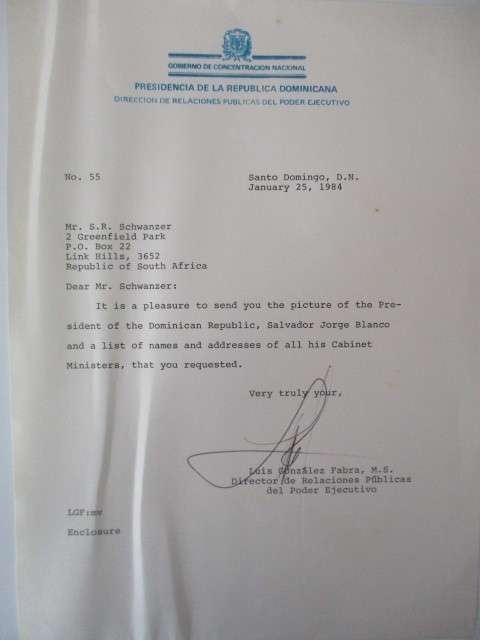 GOBIERNO DE CONCENTRACION NACIONAL
PRESIDENCIA DE LA REPUBLICA DOMINICANA
DIRECCION DE RELACIONES PUBLICAS DEL PODER EJECUTIVO
No. 55
Santo Domingo, D.N.
January 25, 1984
Mr. S.R. Schwanzer
2 Greenfield Park
P.O. Box 22
Link Hills, 3652
Republic of South Africa
Dear Mr. Schwanzer:
It is a pleasure to send you the picture of the Pre-
sident of the Dominican Republic, Salvador Jorge Blanco
and a list of names and addresses of all his Cabinet
Ministers, that you requested.
Very truly your,
Luis González Fabra, M.S.
Director de Relaciones Públicas
del Poder Ejecutivo
LGF:mv
Enclosure